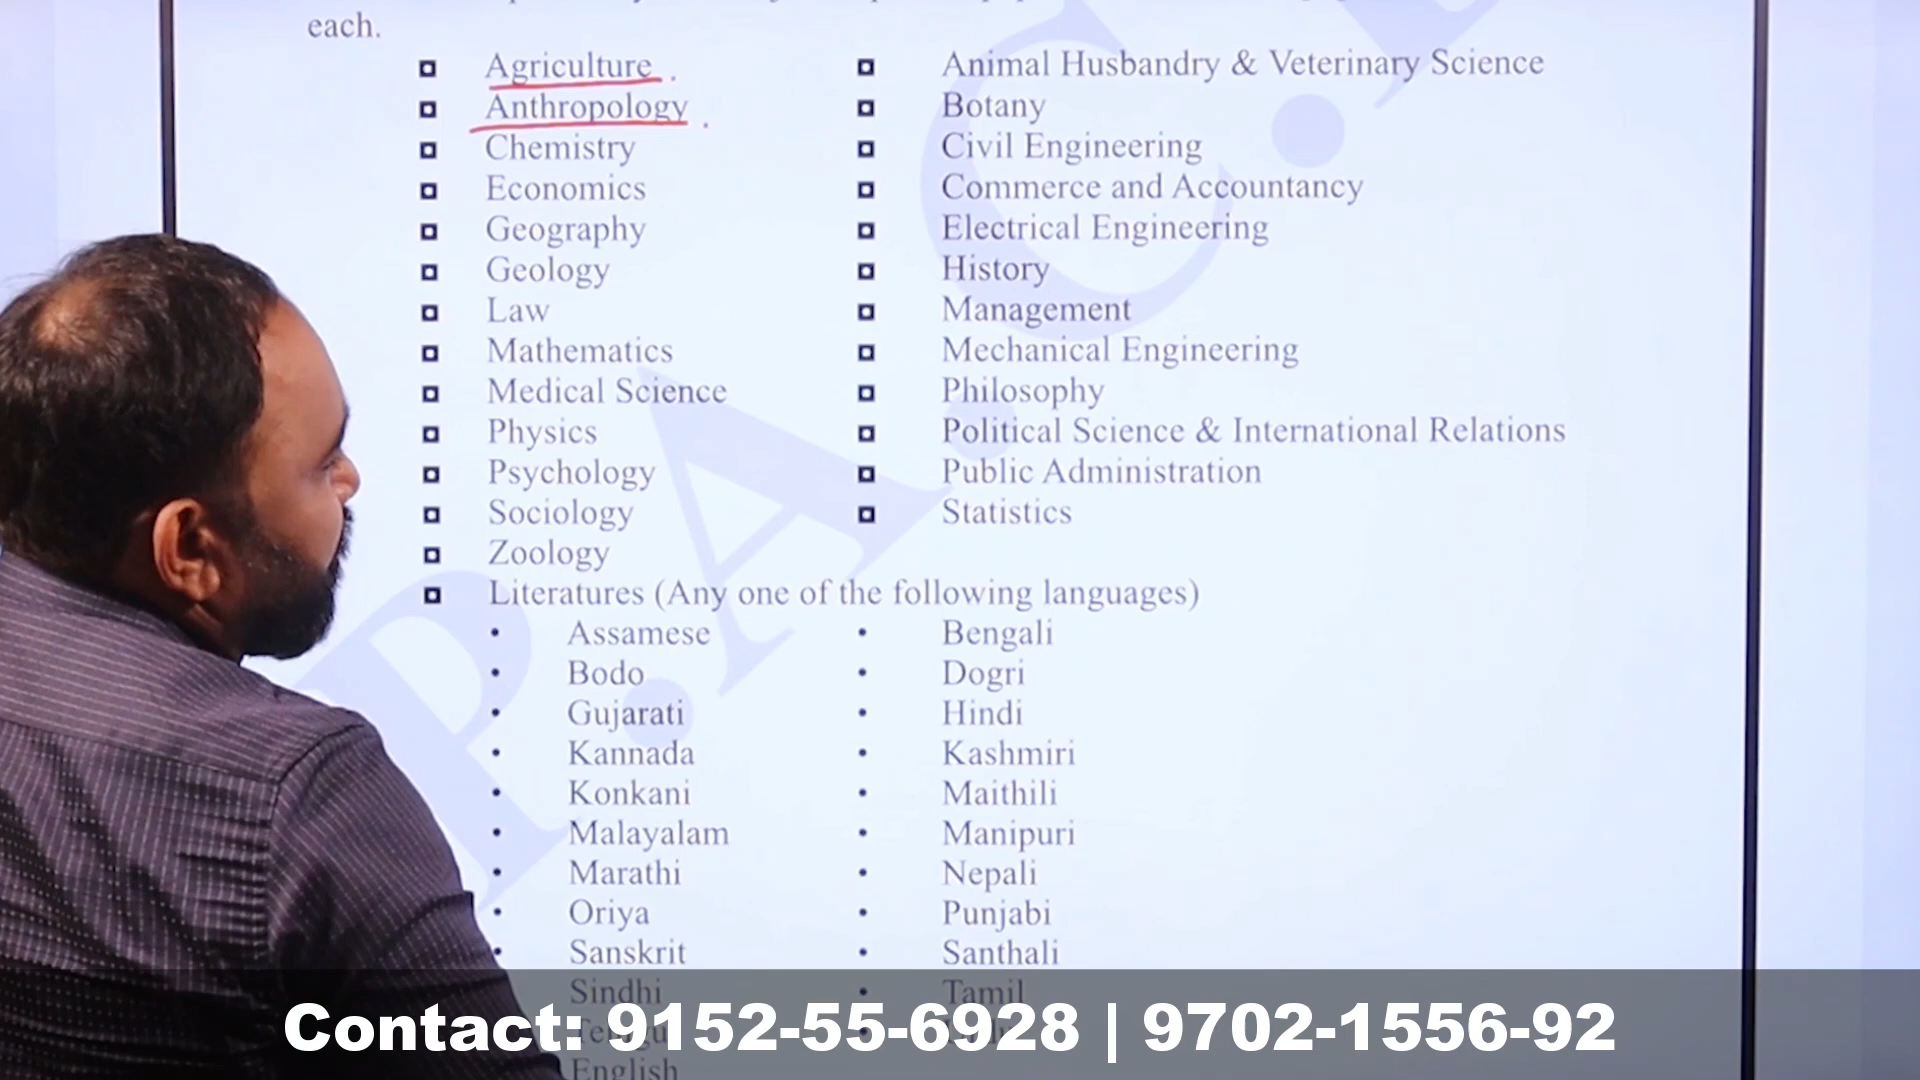 each.
Agriculture Animal Husbandry & Veterinary Science
Anthropology Botany
Chemistry Civil Engineering
Economics Commerce and Accountancy
Geography Electrical Engineering
Geology History
Law Management
Mathematics Mechanical Engineering
Medical Science Philosophy
Physics Political Science & International Relations
Psychology Public Administration
Sociology Statistics
Zoology
Literatures (Any one of the following languages)
• Assamese • Bengali
• Bodo • Dogri
• Gujarati • Hindi
• Kannada • Kashmiri
• Konkani • Maithili
• Malayalam • Manipuri
• Marathi • Nepali
• Oriya • Punjabi
• Sanskrit • Santhali
Sindhi • Tamil
Contact: 9152-55-6928 | 9702-1556-92
English